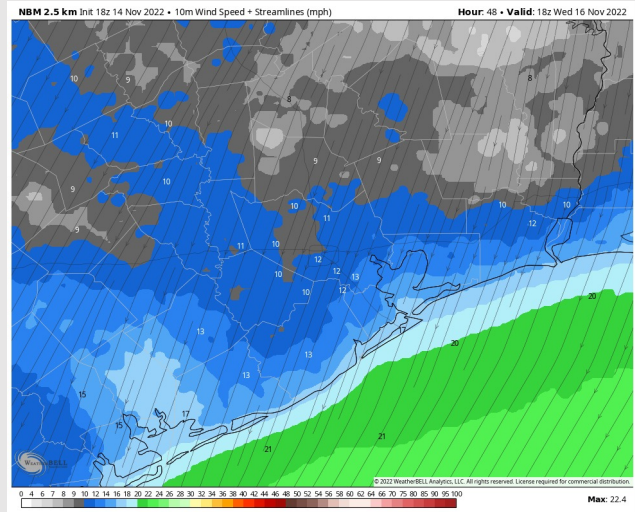 NBM 2.5 km Init 18z 14 Nov 2022 • 10m Wind Speed + Streamlines (mph) Hour: 48 • Valid: 18z Wed 16 Nov 2022
10 9 8
8
10
11
9 9
10
9
10 10 10
11 12
9
11 10
12
10 12 13
10 12
20
13 17
20
13
13
15
17
15
21
21
WEATHERBELL
© 2022 WeatherBELL Analytics, LLC. All rights reserved. License required for commercial distribution.
0 4 6 7 8 9 10 12 14 16 18 20 22 24 26 28 30 32 34 36 38 40 42 44 46 48 50 52 54 56 58 60 62 64 66 70 75 80 85 90 95 100
Max: 22.4